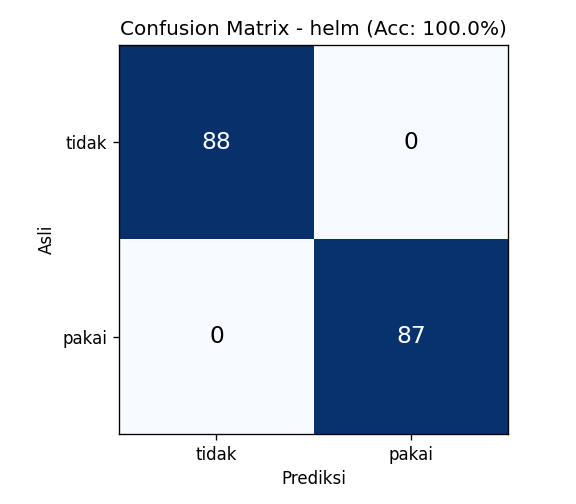 Confusion Matrix - helm (Acc: 100.0%)
tidak
88
0
Asli
pakai
0
87
tidak
pakai
Prediksi